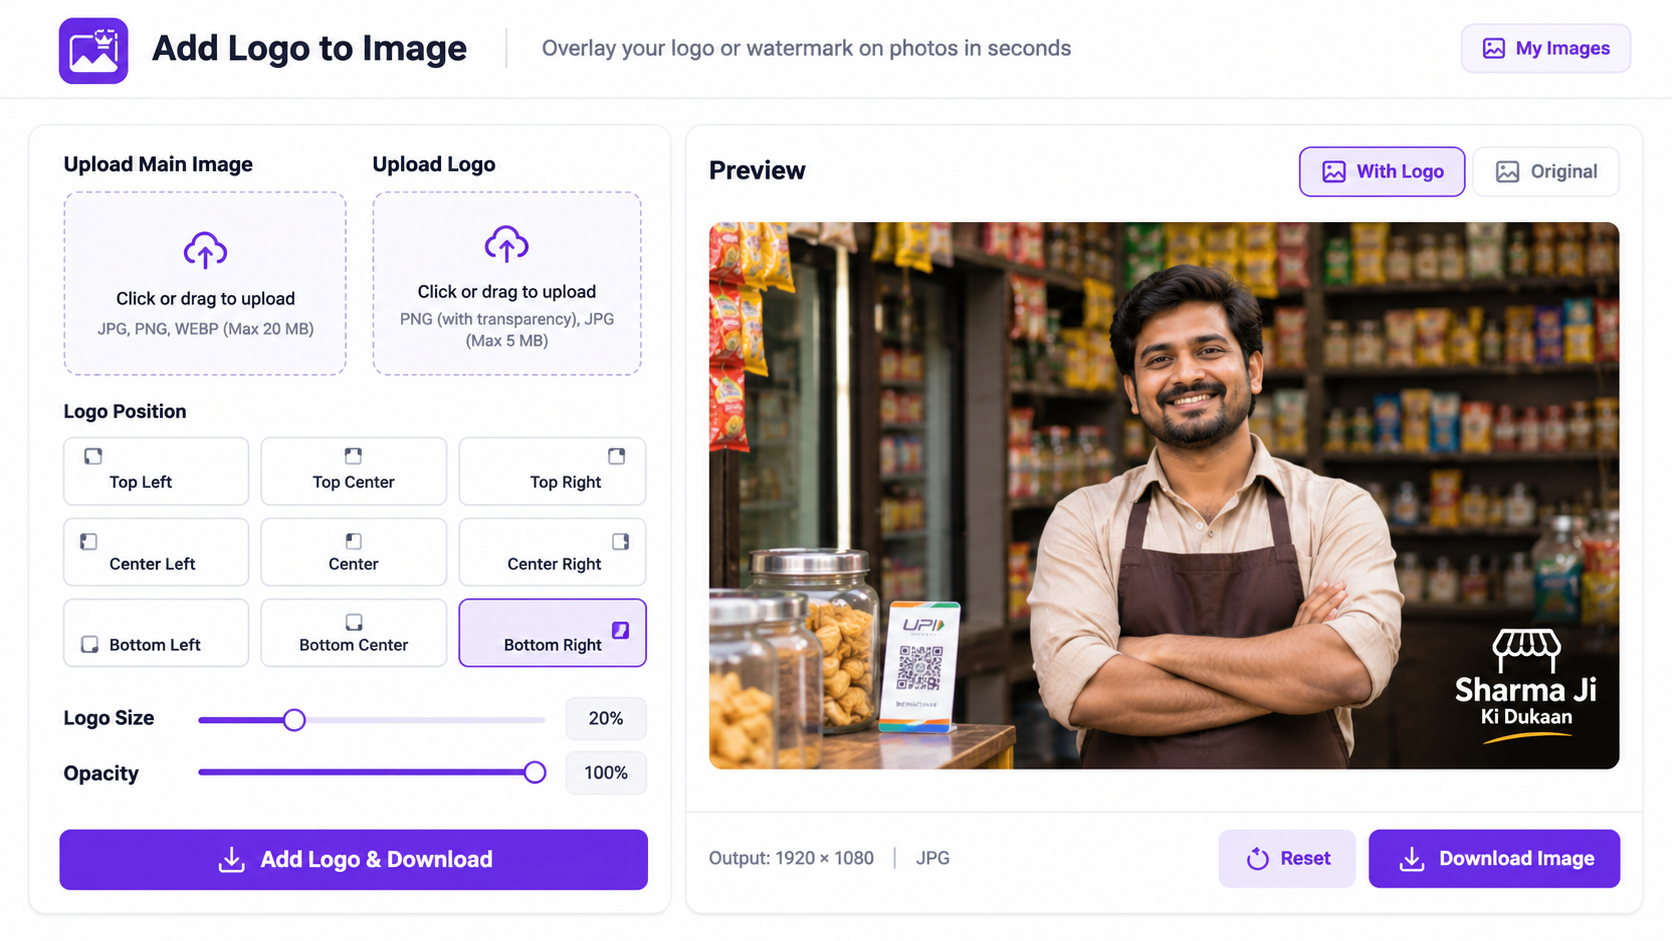 Add Logo to Image
Overlay your logo or watermark on photos in seconds
My Images
Upload Main Image
Click or drag to upload
JPG, PNG, WEBP (Max 20 MB)
Upload Logo
Click or drag to upload
PNG (with transparency), JPG
(Max 5 MB)
Logo Position
Top Left
Top Center
Top Right
Center Left
Center
Center Right
Bottom Left
Bottom Center
Bottom Right
Logo Size
20%
Opacity
100%
Add Logo & Download
Preview
With Logo
Original
UPI
Sharma Ji
Ki Dukaan
Output: 1920 × 1080
JPG
Reset
Download Image